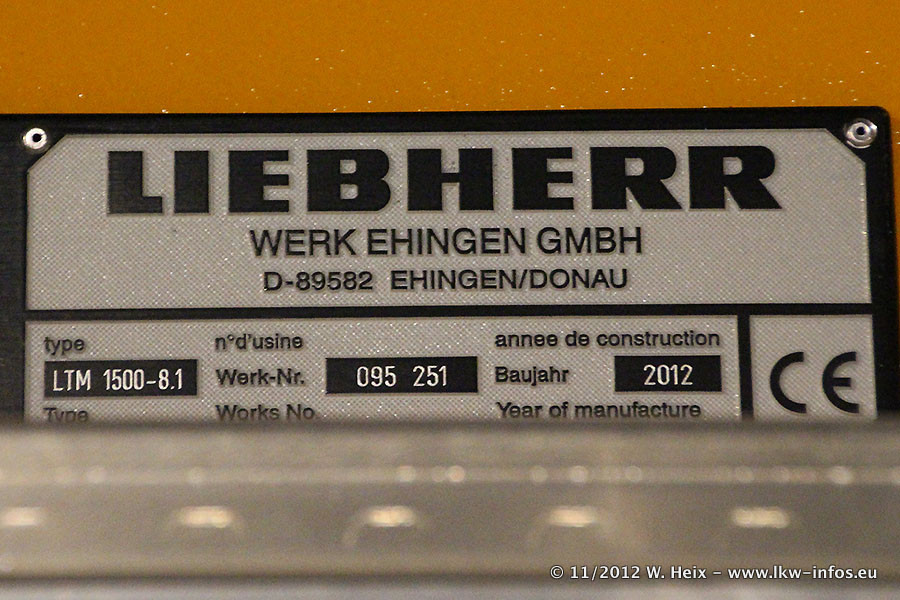 LIEBHERR
WERK EHINGEN GMBH
D-89582 EHINGEN/DONAU
type n°d'usine annee de construction
LTM 1500-8.1 Werk-Nr. 095 251 Baujahr 2012
Type Works No. Year of manufacture
CE
© 11/2012 W. Heix – www.lkw-infos.eu